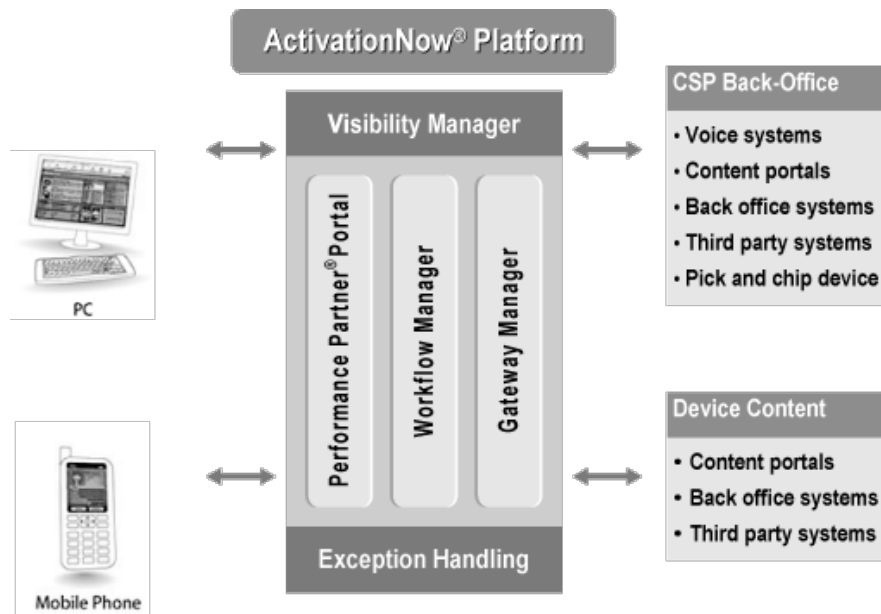 ActivationNow® Platform
Visibility Manager
Performance Partner® Portal
Workflow Manager
Gateway Manager
Exception Handling
PC
Mobile Phone
CSP Back-Office
• Voice systems
• Content portals
• Back office systems
• Third party systems
• Pick and chip device
Device Content
• Content portals
• Back office systems
• Third party systems